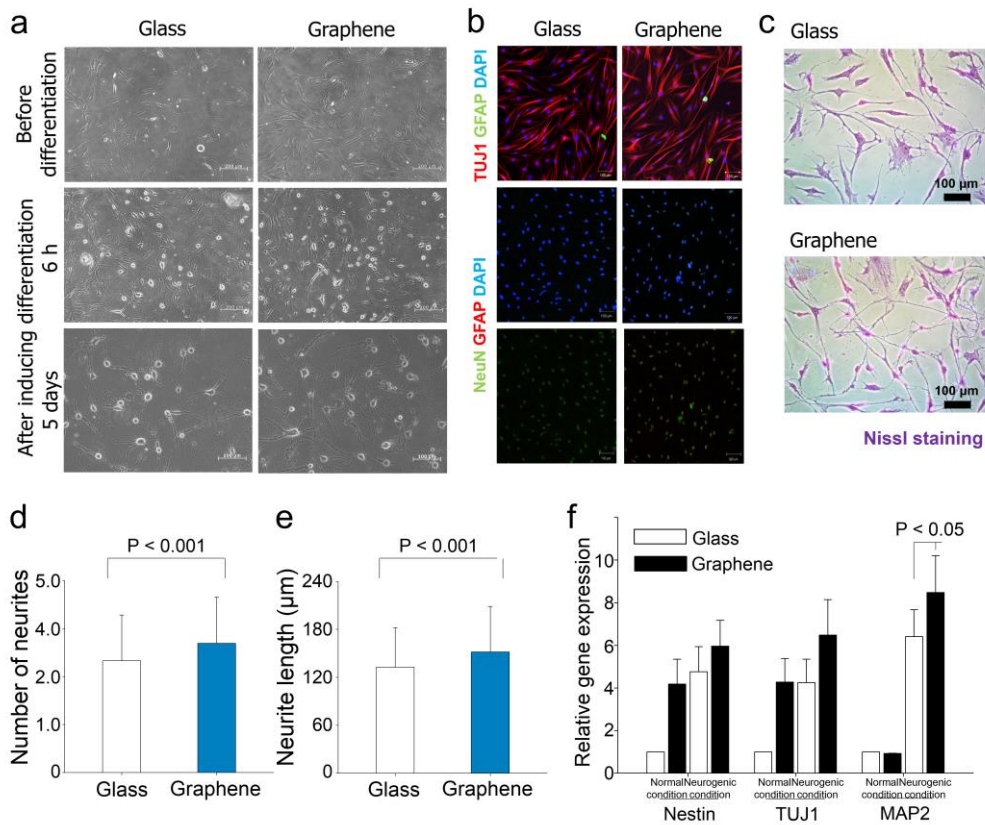 a
Glass
Graphene
Before
differentiation
After inducing differentiation
6 h
5 days
b
Glass
Graphene
TUJ1 GFAP DAPI
NeuN GFAP DAPI
c
Glass
100 µm
Graphene
100 µm
Nissl staining
d
P < 0.001
Number of neurites
5.0
4.0
2.0
1.0
0
Glass
Graphene
e
P < 0.001
Neurite length (µm)
240
180
120
60
0
Glass
Graphene
f
P < 0.05
Glass
Graphene
Relative gene expression
10
8
6
4
2
0
Normal Neurogenic
condition condition
Normal Neurogenic
condition condition
Normal Neurogenic
condition condition
Nestin
TUJ1
MAP2